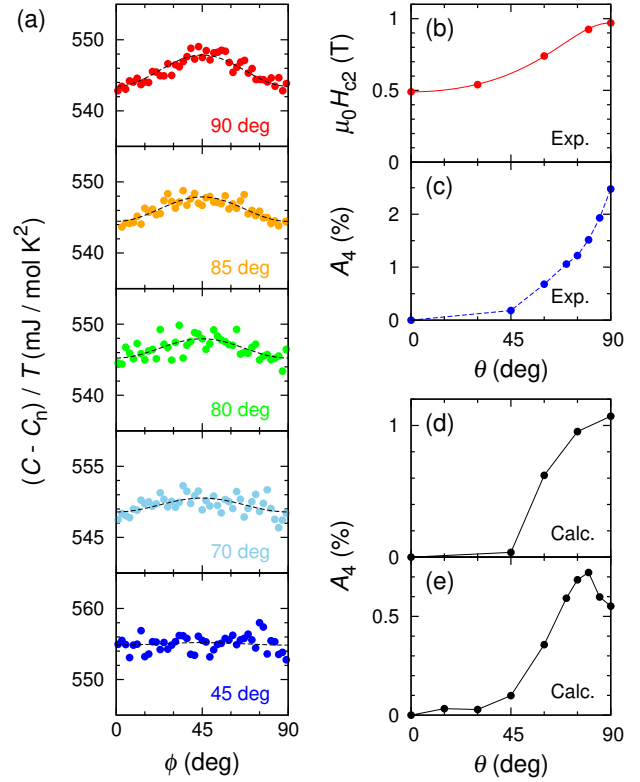 (a)
(C - Cn) / T (mJ / mol K²)
550
540
90 deg
550
540
85 deg
550
540
80 deg
555
545
70 deg
560
550
45 deg
0 45 90
ϕ (deg)
(b)
μ0Hc2 (T)
1
0.5
0
Exp.
(c)
A4 (%)
2
1
0
Exp.
0 45 90
θ (deg)
(d)
A4 (%)
1
0
Calc.
(e)
0.5
0
Calc.
0 45 90
θ (deg)